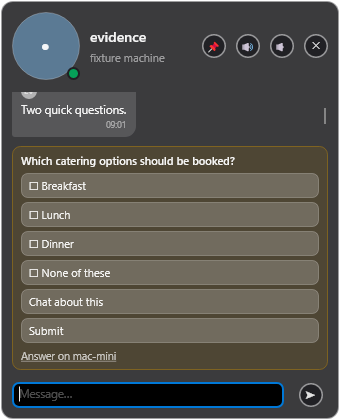 evidence
fixture machine
Two quick questions.
09:01
Which catering options should be booked?
Breakfast
Lunch
Dinner
None of these
Chat about this
Submit
Answer on mac-mini
Message...